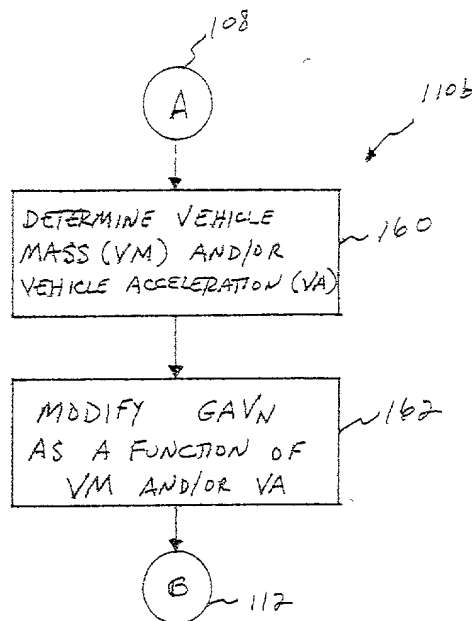 108
A
110b
DETERMINE VEHICLE
MASS (VM) AND/OR
VEHICLE ACCELERATION (VA)
160
MODIFY GAVN
AS A FUNCTION OF
VM AND/OR VA
162
B
112